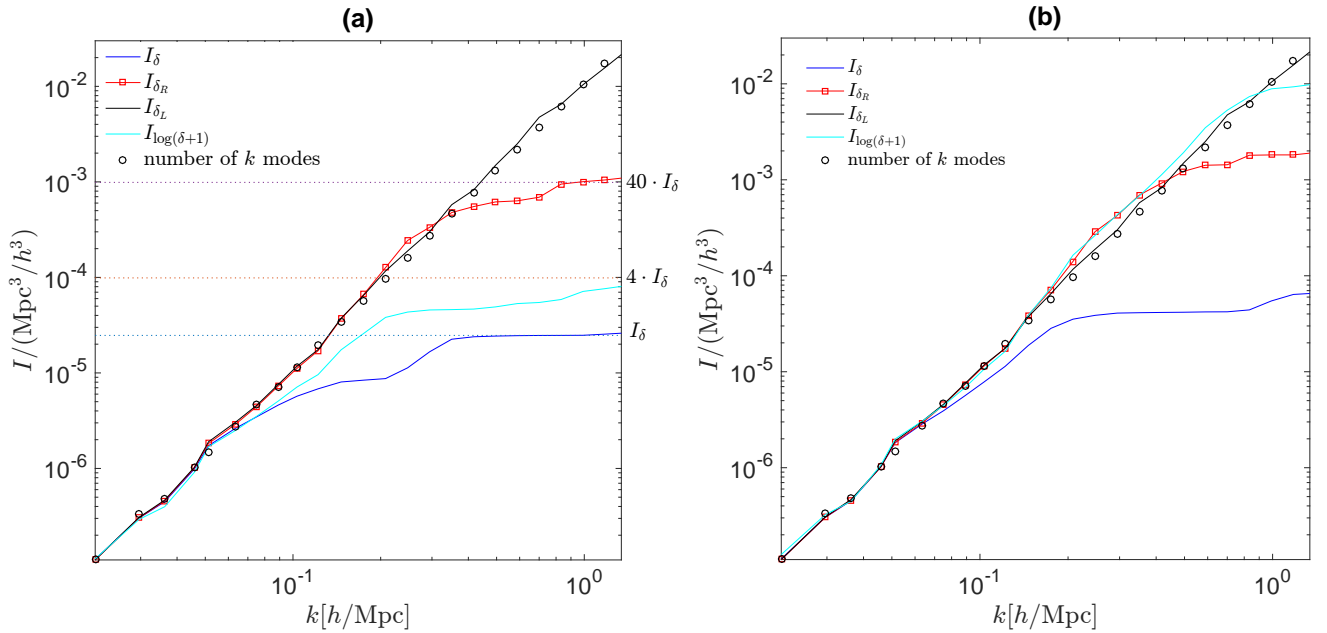 (a)
I_δ
I_{δ_R}
I_{δ_L}
I_{log(δ+1)}
number of k modes
10^{-2}
10^{-3}
10^{-4}
10^{-5}
10^{-6}
I/(Mpc^3/h^3)
40 · I_δ
4 · I_δ
I_δ
10^{-1}
10^0
k[h/Mpc]
(b)
I_δ
I_{δ_R}
I_{δ_L}
I_{log(δ+1)}
number of k modes
10^{-2}
10^{-3}
10^{-4}
10^{-5}
10^{-6}
I/(Mpc^3/h^3)
10^{-1}
10^0
k[h/Mpc]